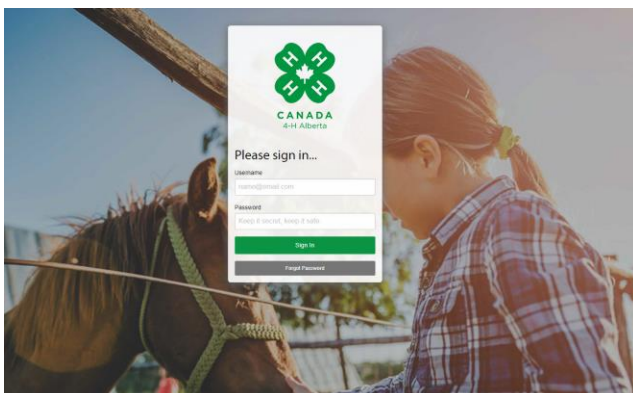 H H
H H
CANADA
4-H Alberta
Please sign in...
Username
name@email.com
Password
Keep it secret, keep it safe
Sign In
Forgot Password